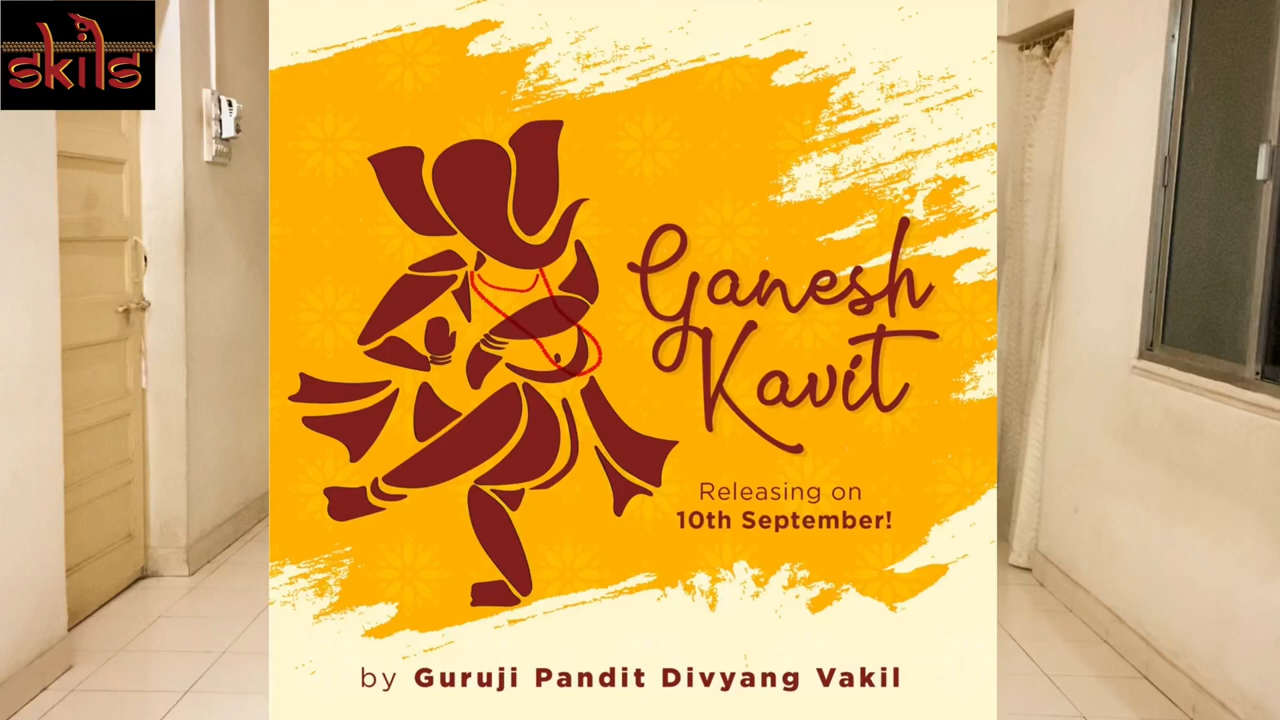 skils
Ganesh
Kavit
Releasing on
10th September!
by Guruji Pandit Divyang Vakil